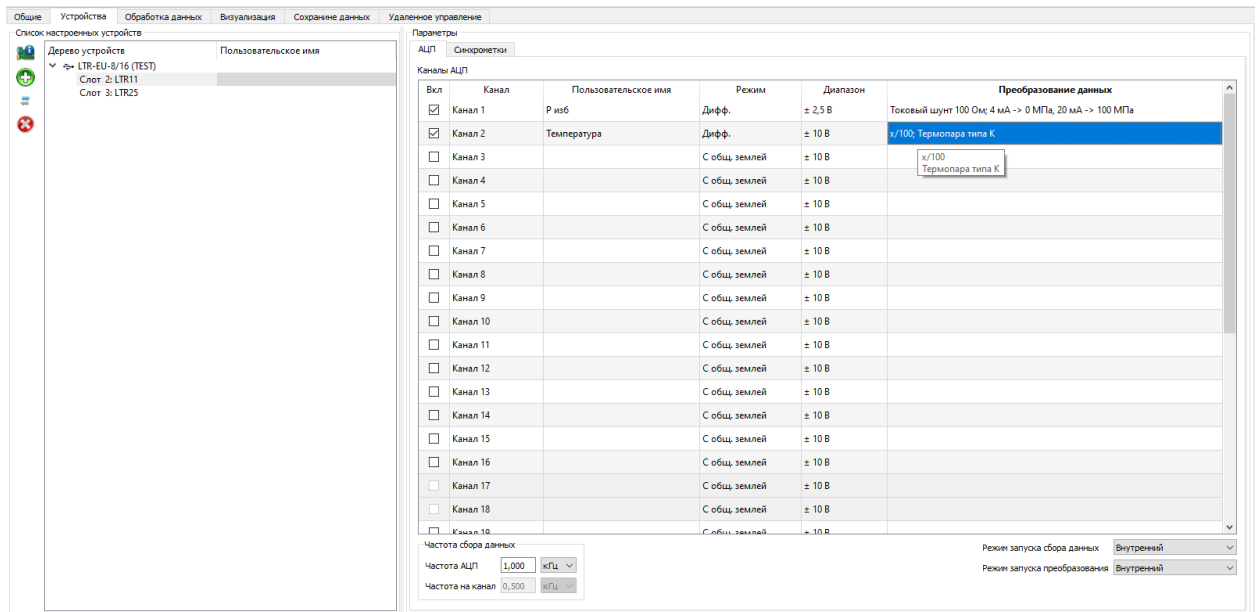 Общие Устройства Обработка данных Визуализация Сохранине данных Удаленное управление
Список настроенных устройств
Дерево устройств Пользовательское имя
LTR-EU-8/16 (TEST)
Слот 2: LTR11
Слот 3: LTR25
Параметры
АЦП Синхрометки
Каналы АЦП
Вкл Канал Пользовательское имя Режим Диапазон Преобразование данных
Канал 1 Р изб Дифф. ± 2,5 В Токовый шунт 100 Ом; 4 мА -> 0 МПа, 20 мА -> 100 МПа
Канал 2 Температура Дифф. ± 10 В x/100; Термопара типа K
x/100
Термопара типа K
Канал 3 С общ. землей ± 10 В
Канал 4 С общ. землей ± 10 В
Канал 5 С общ. землей ± 10 В
Канал 6 С общ. землей ± 10 В
Канал 7 С общ. землей ± 10 В
Канал 8 С общ. землей ± 10 В
Канал 9 С общ. землей ± 10 В
Канал 10 С общ. землей ± 10 В
Канал 11 С общ. землей ± 10 В
Канал 12 С общ. землей ± 10 В
Канал 13 С общ. землей ± 10 В
Канал 14 С общ. землей ± 10 В
Канал 15 С общ. землей ± 10 В
Канал 16 С общ. землей ± 10 В
Канал 17 С общ. землей ± 10 В
Канал 18 С общ. землей ± 10 В
Канал 19 С общ. землей ± 10 В
Частота сбора данных
Частота АЦП 1,000 кГц
Частота на канал 0,500 кГц
Режим запуска сбора данных Внутренний
Режим запуска преобразования Внутренний